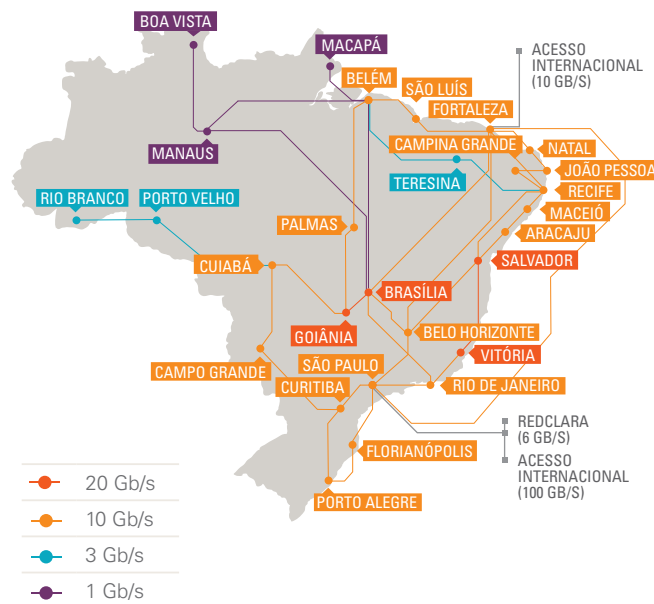 BOA VISTA
MACAPÁ
ACESSO
INTERNACIONAL
(10 GB/S)
BELÉM
SÃO LUÍS
FORTALEZA
CAMPINA GRANDE
NATAL
MANAUS
JOÃO PESSOA
TERESINA
RECIFE
RIO BRANCO
PORTO VELHO
MACEIÓ
PALMAS
ARACAJU
CUIABÁ
SALVADOR
BRASÍLIA
GOIÂNIA
BELO HORIZONTE
VITÓRIA
SÃO PAULO
CAMPO GRANDE
CURITIBA
RIO DE JANEIRO
REDCLARA
(6 GB/S)
FLORIANÓPOLIS
ACESSO
INTERNACIONAL
(100 GB/S)
PORTO ALEGRE
20 Gb/s
10 Gb/s
3 Gb/s
1 Gb/s